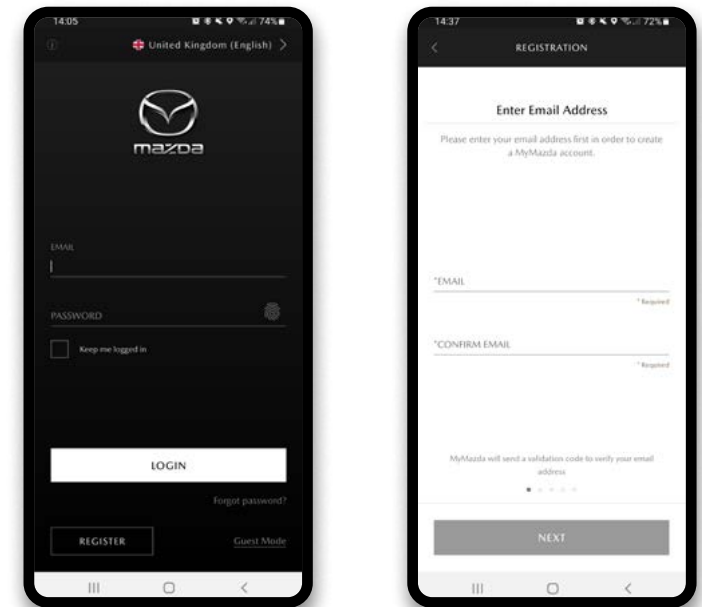 14:05
74%
United Kingdom (English) >
mazda
EMAIL
PASSWORD
Keep me logged in
LOGIN
Forgot password?
REGISTER
Guest Mode
14:37
72%
REGISTRATION
Enter Email Address
Please enter your email address first in order to create
a MyMazda account.
*EMAIL
* Required
*CONFIRM EMAIL
* Required
MyMazda will send a validation code to verify your email
address
NEXT